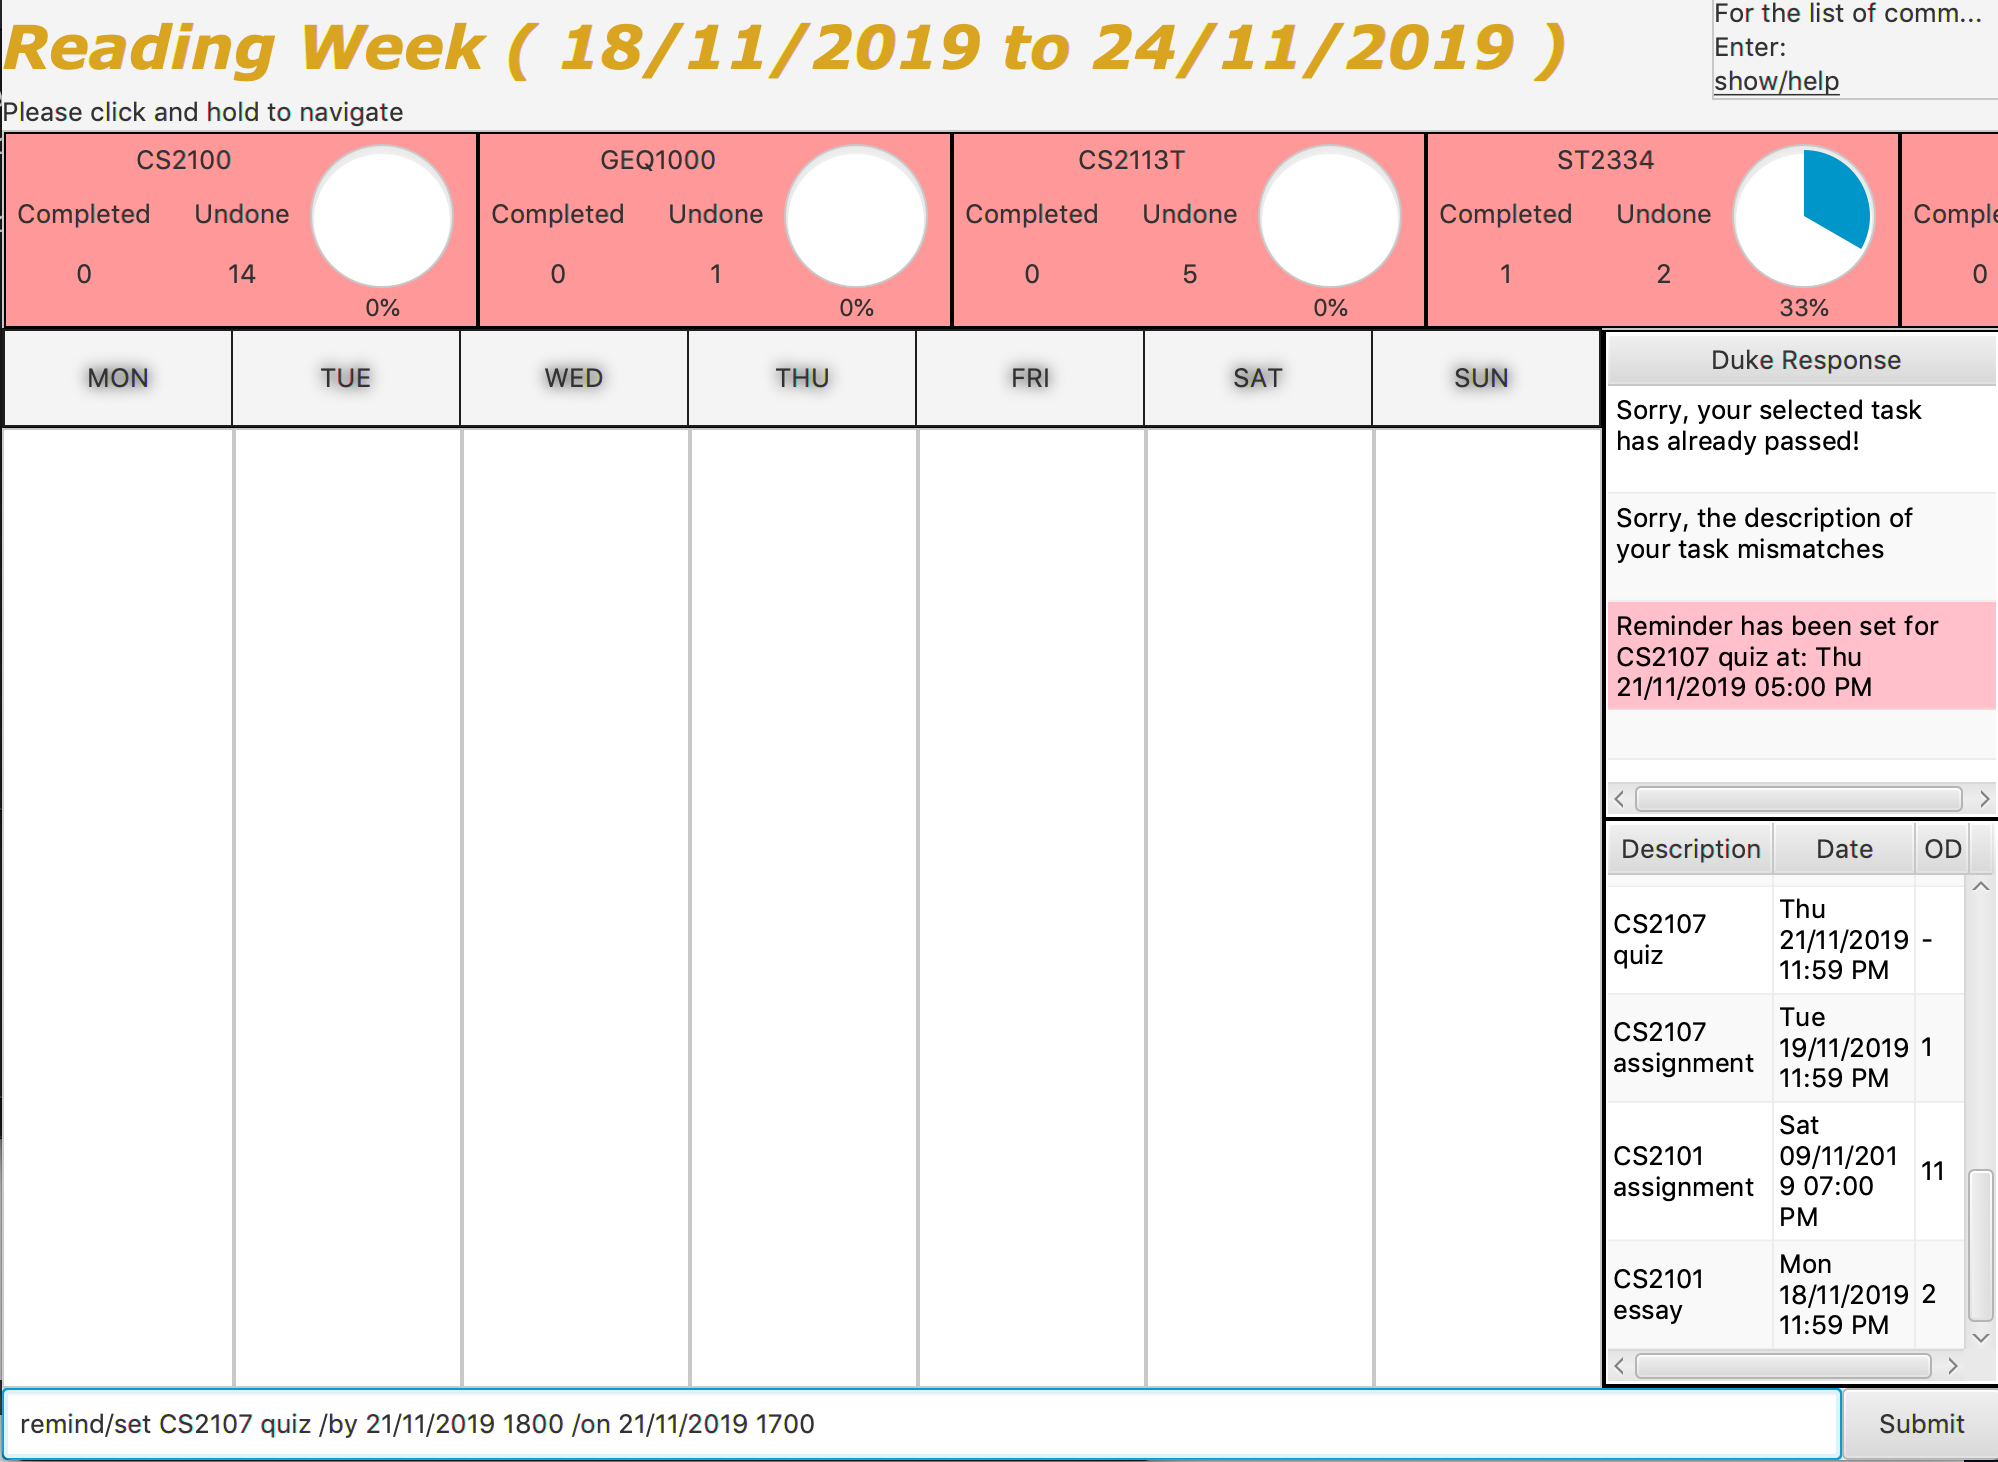 Reading Week ( 18/11/2019 to 24/11/2019 )
For the list of comm...
Enter:
show/help
Please click and hold to navigate
CS2100
Completed Undone
0 14
0%
GEQ1000
Completed Undone
0 1
0%
CS2113T
Completed Undone
0 5
0%
ST2334
Completed Undone
1 2
33%
Comple
0
MON TUE WED THU FRI SAT SUN
Duke Response
Sorry, your selected task
has already passed!
Sorry, the description of
your task mismatches
Reminder has been set for
CS2107 quiz at: Thu
21/11/2019 05:00 PM
Description Date OD
CS2107
quiz
Thu
21/11/2019
11:59 PM
-
CS2107
assignment
Tue
19/11/2019
11:59 PM
1
CS2101
assignment
Sat
09/11/201
9 07:00
PM
11
CS2101
essay
Mon
18/11/2019
11:59 PM
2
remind/set CS2107 quiz /by 21/11/2019 1800 /on 21/11/2019 1700
Submit